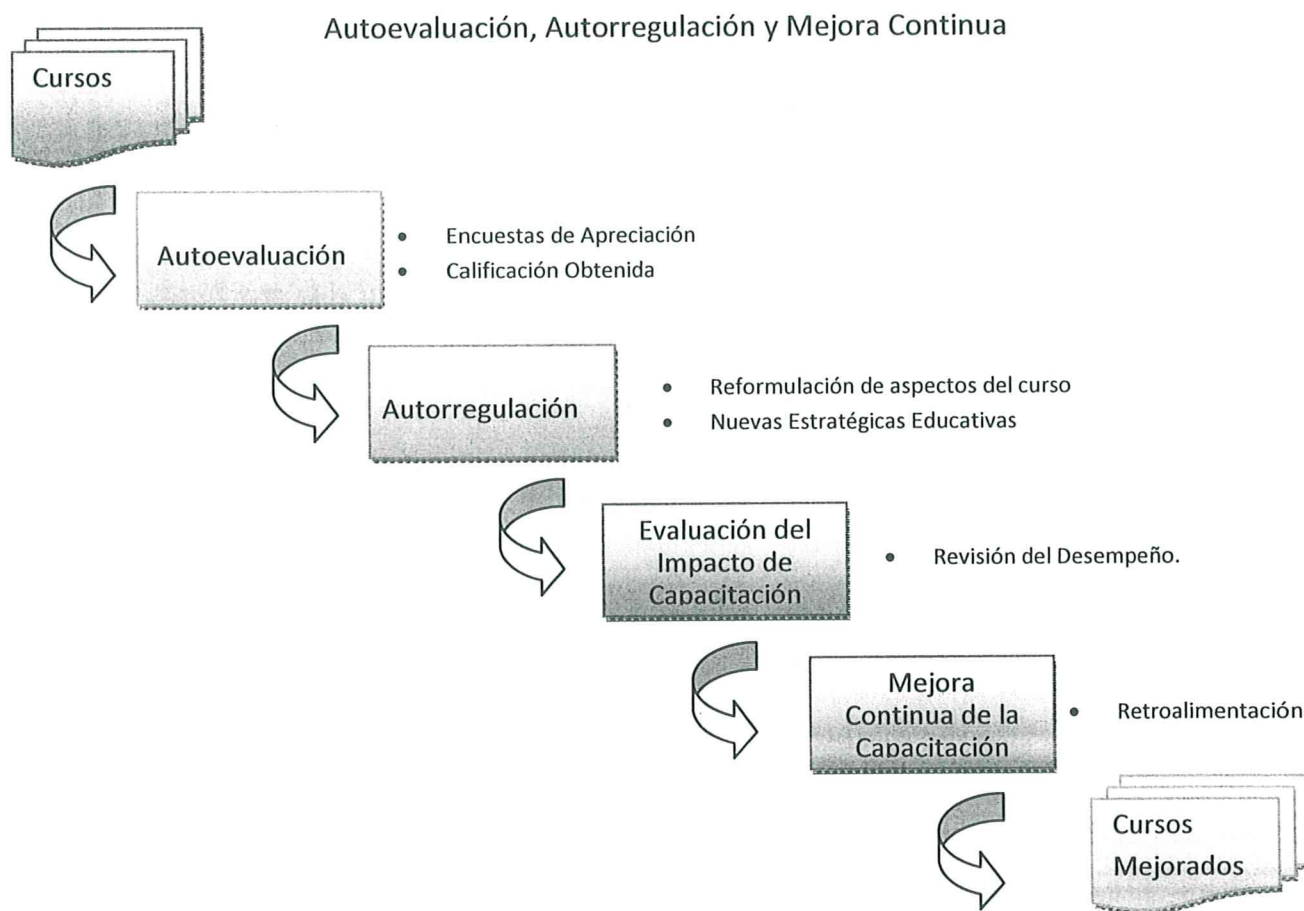 Autoevaluación, Autorregulación y Mejora Continua
Cursos
Autoevaluación
• Encuestas de Apreciación
• Calificación Obtenida
Autorregulación
• Reformulación de aspectos del curso
• Nuevas Estratégicas Educativas
Evaluación del
Impacto de
Capacitación
• Revisión del Desempeño.
Mejora
Continua de la
Capacitación
• Retroalimentación
Cursos
Mejorados